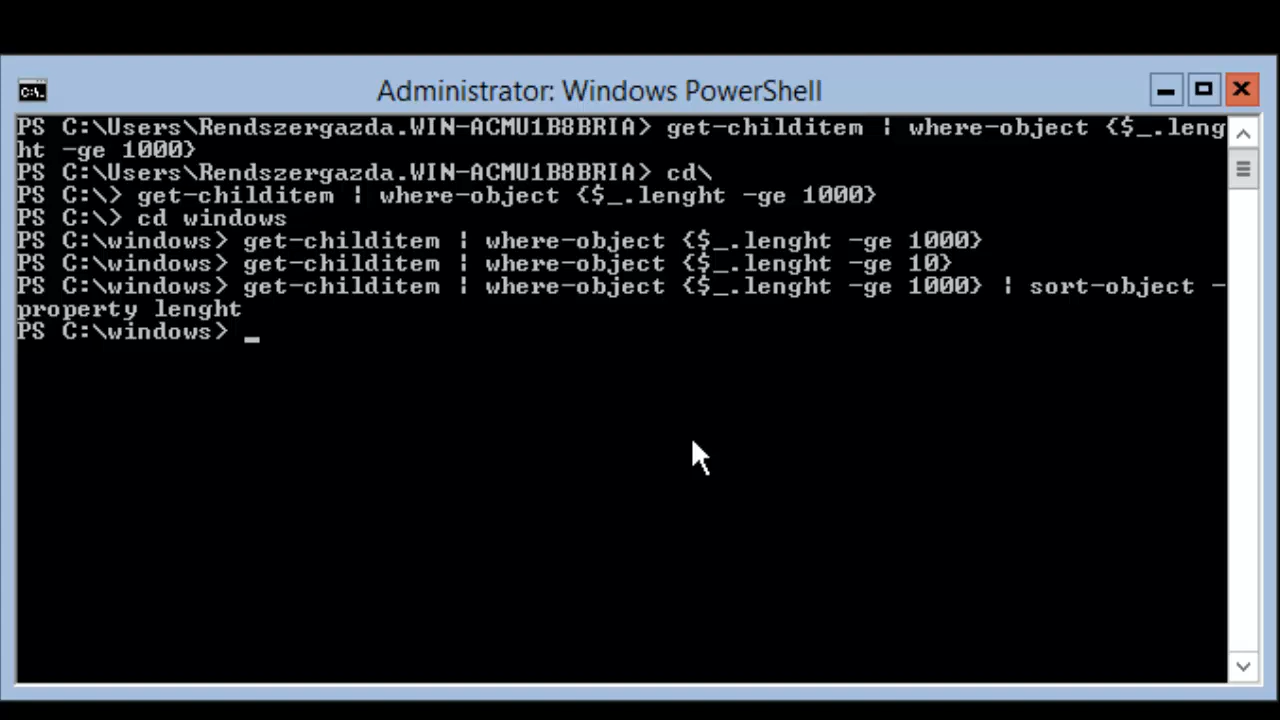 Administrator: Windows PowerShell
PS C:\Users\Rendszergazda.WIN-ACMU1B8BRIA> get-childitem | where-object {$_.leng
ht -ge 1000}
PS C:\Users\Rendszergazda.WIN-ACMU1B8BRIA> cd\
PS C:\> get-childitem | where-object {$_.lenght -ge 1000}
PS C:\> cd windows
PS C:\windows> get-childitem | where-object {$_.lenght -ge 1000}
PS C:\windows> get-childitem | where-object {$_.lenght -ge 10}
PS C:\windows> get-childitem | where-object {$_.lenght -ge 1000} | sort-object -
property lenght
PS C:\windows> _